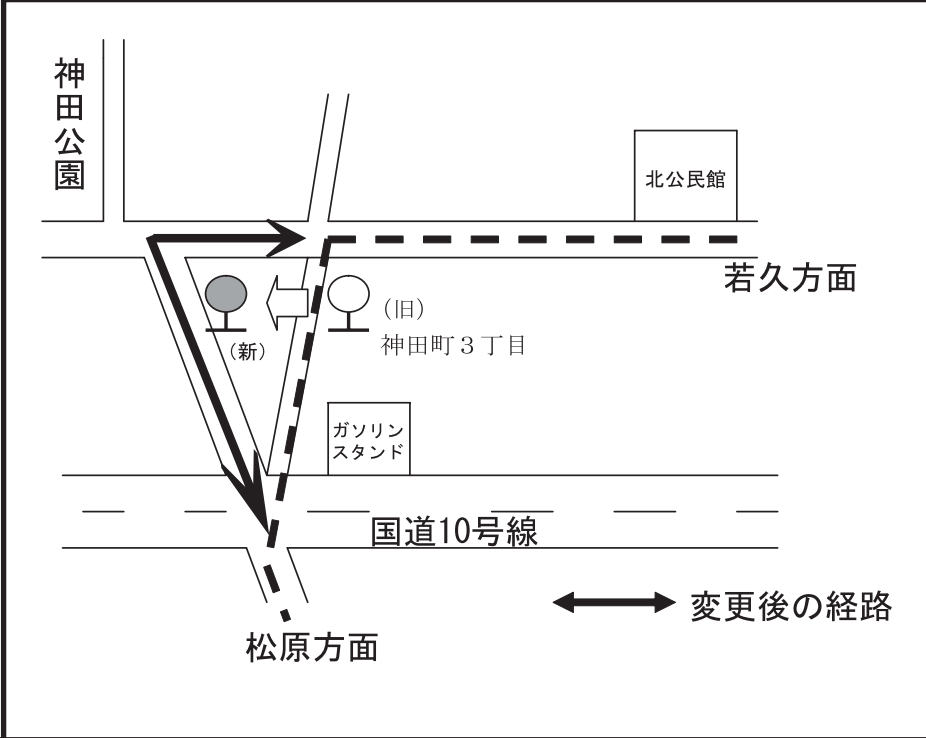 神田公園
北公民館
若久方面
(旧)
神田町３丁目
(新)
ガソリン
スタンド
国道10号線
変更後の経路
松原方面